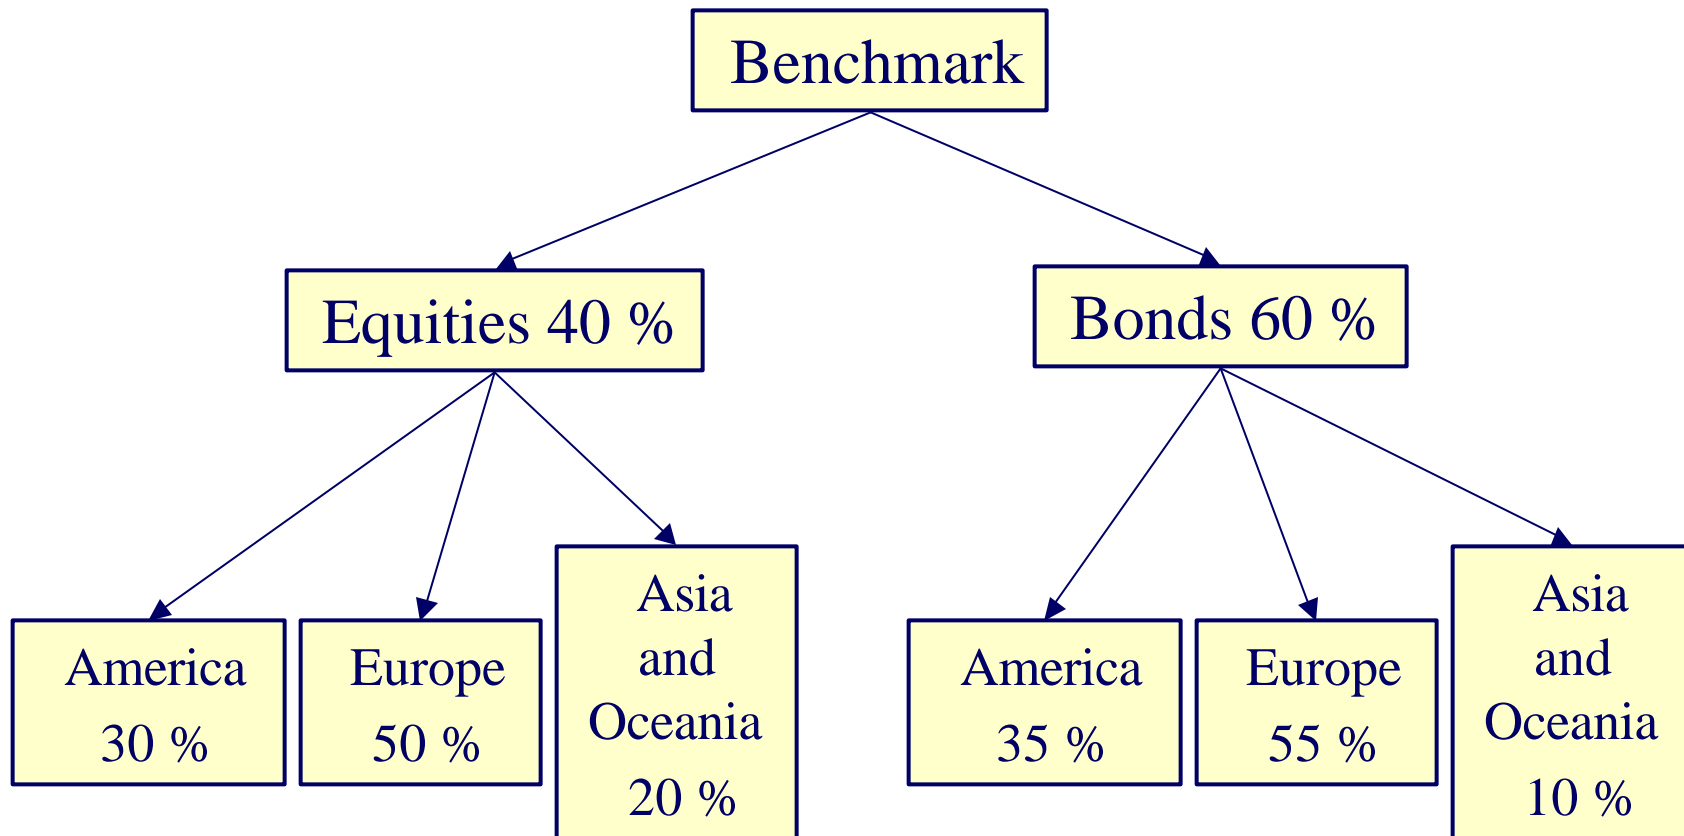 Benchmark
Equities 40 %
Bonds 60 %
America
30 %
Europe
50 %
Asia
and
Oceania
20 %
America
35 %
Europe
55 %
Asia
and
Oceania
10 %